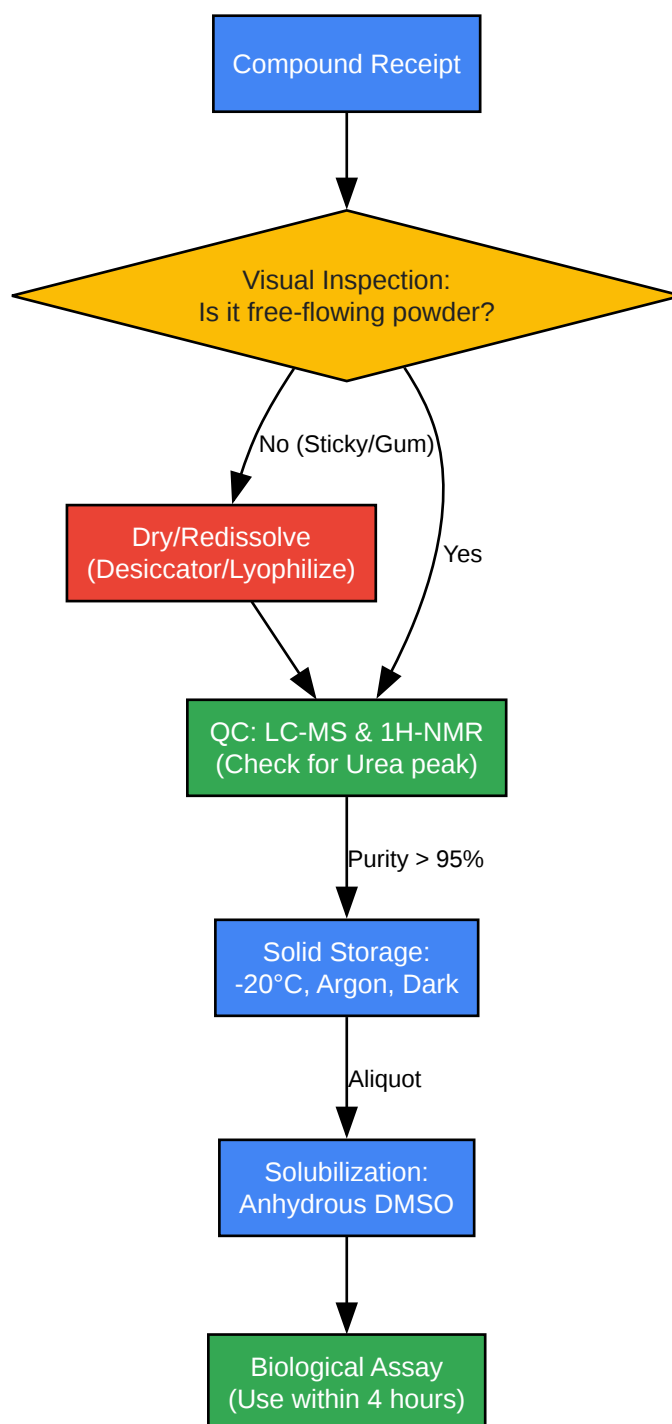 Compound Receipt
Visual Inspection:
Is it free-flowing powder?
No (Sticky/Gum)
Dry/Redissolve
(Desiccator/Lyophilize)
Yes
QC: LC-MS & 1H-NMR
(Check for Urea peak)
Purity > 95%
Solid Storage:
-20°C, Argon, Dark
Aliquot
Solubilization:
Anhydrous DMSO
Biological Assay
(Use within 4 hours)